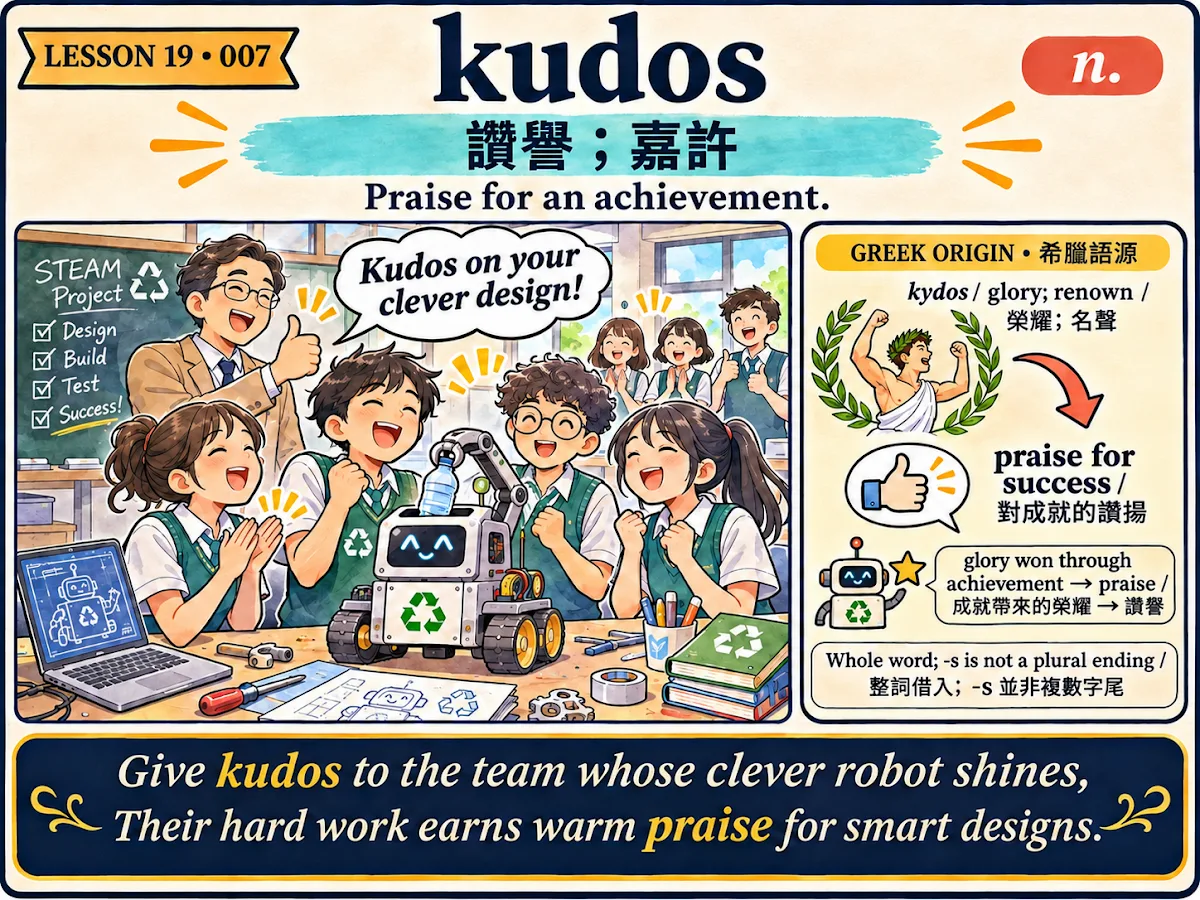 LESSON 19 • 007
kudos
n.
讚譽；嘉許
Praise for an achievement.
STEAM
Project
Design
Build
Test
Success!
Kudos on your
clever design!
GREEK ORIGIN • 希臘語源
kydos / glory; renown /
榮耀；名聲
praise for
success /
對成就的讚揚
glory won through
achievement → praise /
成就帶來的榮耀 → 讚譽
Whole word; -s is not a plural ending /
整詞借入；-s 並非複數字尾
Give kudos to the team whose clever robot shines,
Their hard work earns warm praise for smart designs.